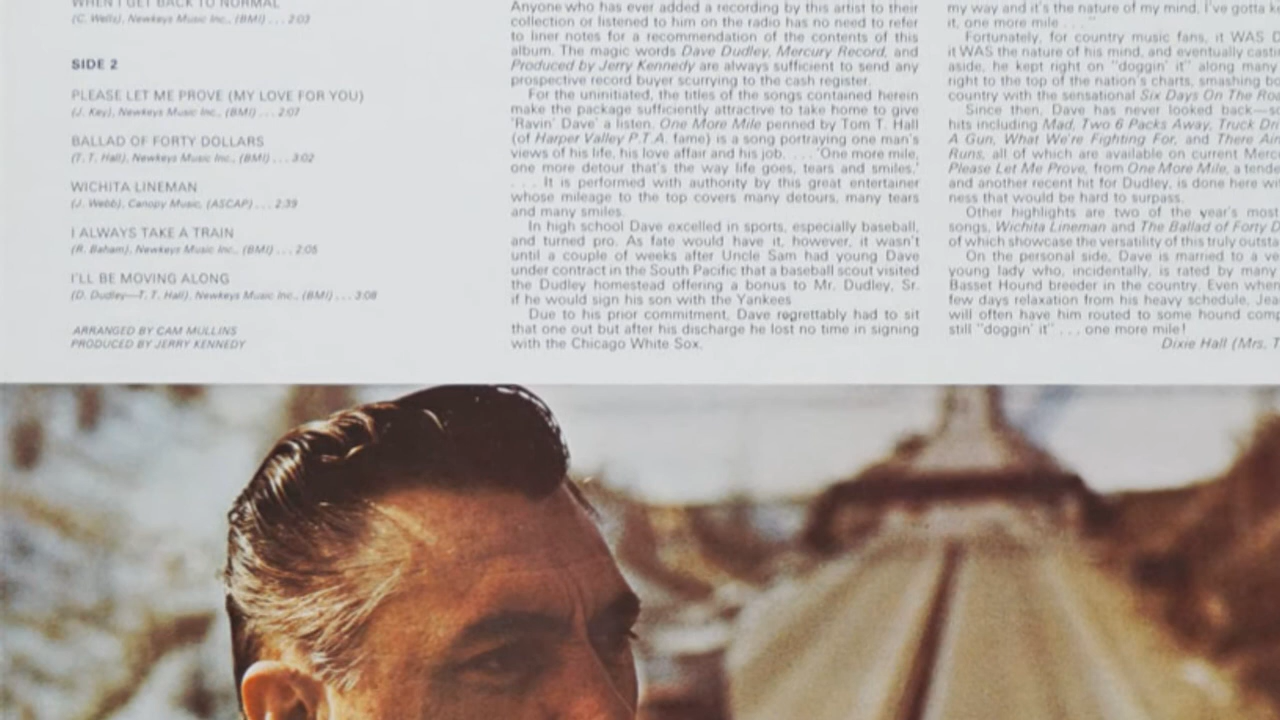 WHEN I GET BACK TO NORMAL
(C. Wells), Newkeys Music Inc., (BMI) . . . 2:03
SIDE 2
PLEASE LET ME PROVE (MY LOVE FOR YOU)
(J. Key), Newkeys Music Inc., (BMI) . . . 2:07
BALLAD OF FORTY DOLLARS
(T. T. Hall), Newkeys Music Inc., (BMI) . . . 3:02
WICHITA LINEMAN
(J. Webb), Canopy Music, (ASCAP) . . . 2:39
I ALWAYS TAKE A TRAIN
(R. Baham), Newkeys Music Inc., (BMI) . . . 2:05
I'LL BE MOVING ALONG
(D. Dudley—T. T. Hall), Newkeys Music Inc., (BMI) . . . 3:08
ARRANGED BY CAM MULLINS
PRODUCED BY JERRY KENNEDY
Anyone who has ever added a recording by this artist to their
collection or listened to him on the radio has no need to refer
to liner notes for a recommendation of the contents of this
album. The magic words Dave Dudley, Mercury Record, and
Produced by Jerry Kennedy are always sufficient to send any
prospective record buyer scurrying to the cash register.
For the uninitiated, the titles of the songs contained herein
make the package sufficiently attractive to take home to give
'Ravin' Dave' a listen. One More Mile penned by Tom T. Hall
(of Harper Valley P.T.A. fame) is a song portraying one man's
views of his life, his love affair and his job. . . . "One more mile,
one more detour that's the way life goes, tears and smiles."
. . . It is performed with authority by this great entertainer
whose mileage to the top covers many detours, many tears
and many smiles.
In high school Dave excelled in sports, especially baseball,
and turned pro. As fate would have it, however, it wasn't
until a couple of weeks after Uncle Sam had young Dave
under contract in the South Pacific that a baseball scout visited
the Dudley homestead offering a bonus to Mr. Dudley, Sr.
if he would sign his son with the Yankees
Due to his prior commitment, Dave regrettably had to sit
that one out but after his discharge he lost no time in signing
with the Chicago White Sox.
my way and it's the nature of my mind, I've gotta
it, one more mile . . . "
Fortunately, for country music fans, it WAS
it WAS the nature of his mind, and eventually
aside, he kept right on "doggin' it" along many
right to the top of the nation's charts, smashing
country with the sensational Six Days On The
Since then, Dave has never looked back—
hits including Mad, Two 6 Packs Away, Truck
A Gun, What We're Fighting For, and There
Runs, all of which are available on current
Please Let Me Prove, from One More Mile, a
and another recent hit for Dudley, is done here
ness that would be hard to surpass.
Other highlights are two of the year's most
songs, Wichita Lineman and The Ballad of Forty
of which showcase the versatility of this truly
On the personal side, Dave is married to a
young lady who, incidentally, is rated by many
Basset Hound breeder in the country. Even
few days relaxation from his heavy schedule,
will often have him routed to some hound
still "doggin' it" . . . one more mile!
Dixie Hall (Mrs. T